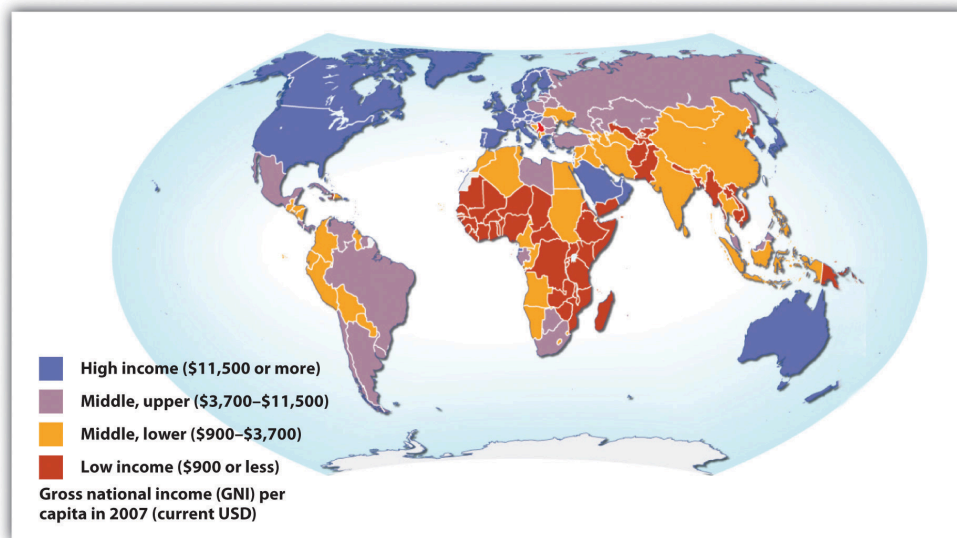 High income ($11,500 or more)
Middle, upper ($3,700–$11,500)
Middle, lower ($900–$3,700)
Low income ($900 or less)
Gross national income (GNI) per
capita in 2007 (current USD)